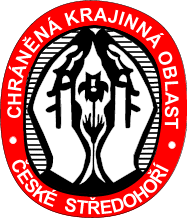 CHRÁNĚNÁ KRAJINNÁ OBLAST
• ČESKÉ STŘEDOHOŘÍ •